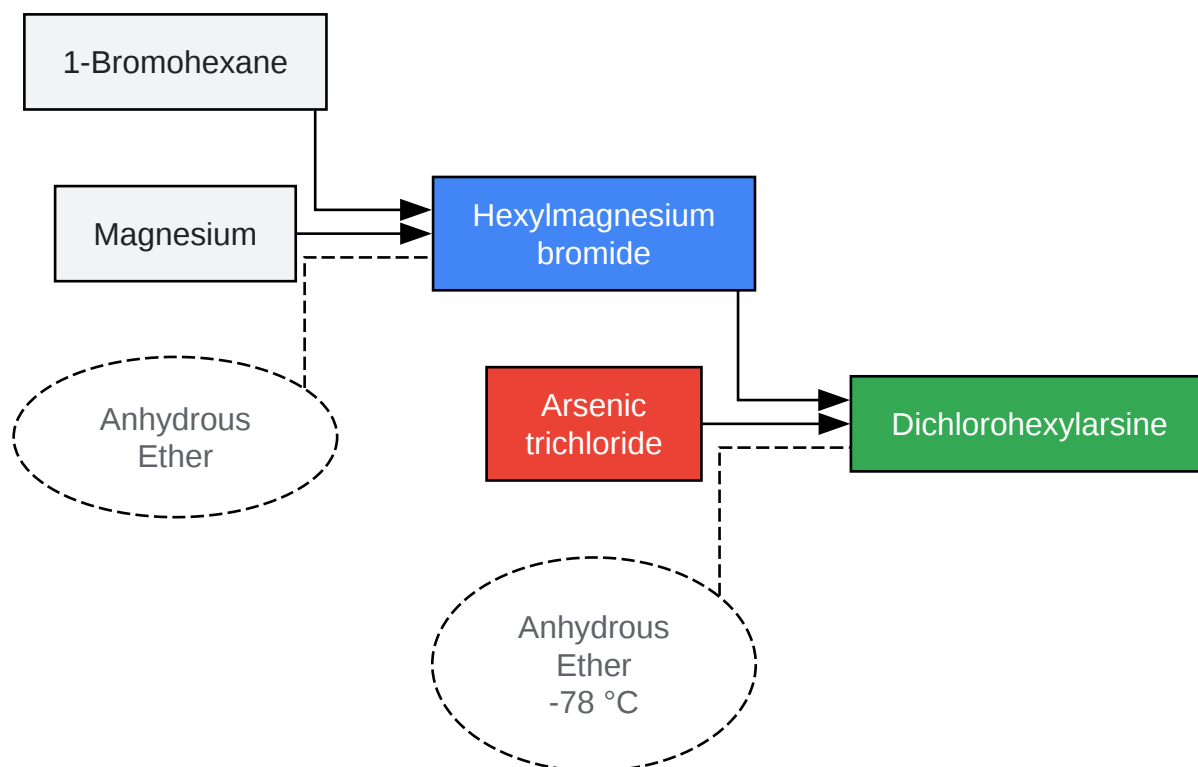 1-Bromohexane
Magnesium
Hexylmagnesium
bromide
Anhydrous
Ether
Arsenic
trichloride
Dichlorohexylarsine
Anhydrous
Ether
-78 °C